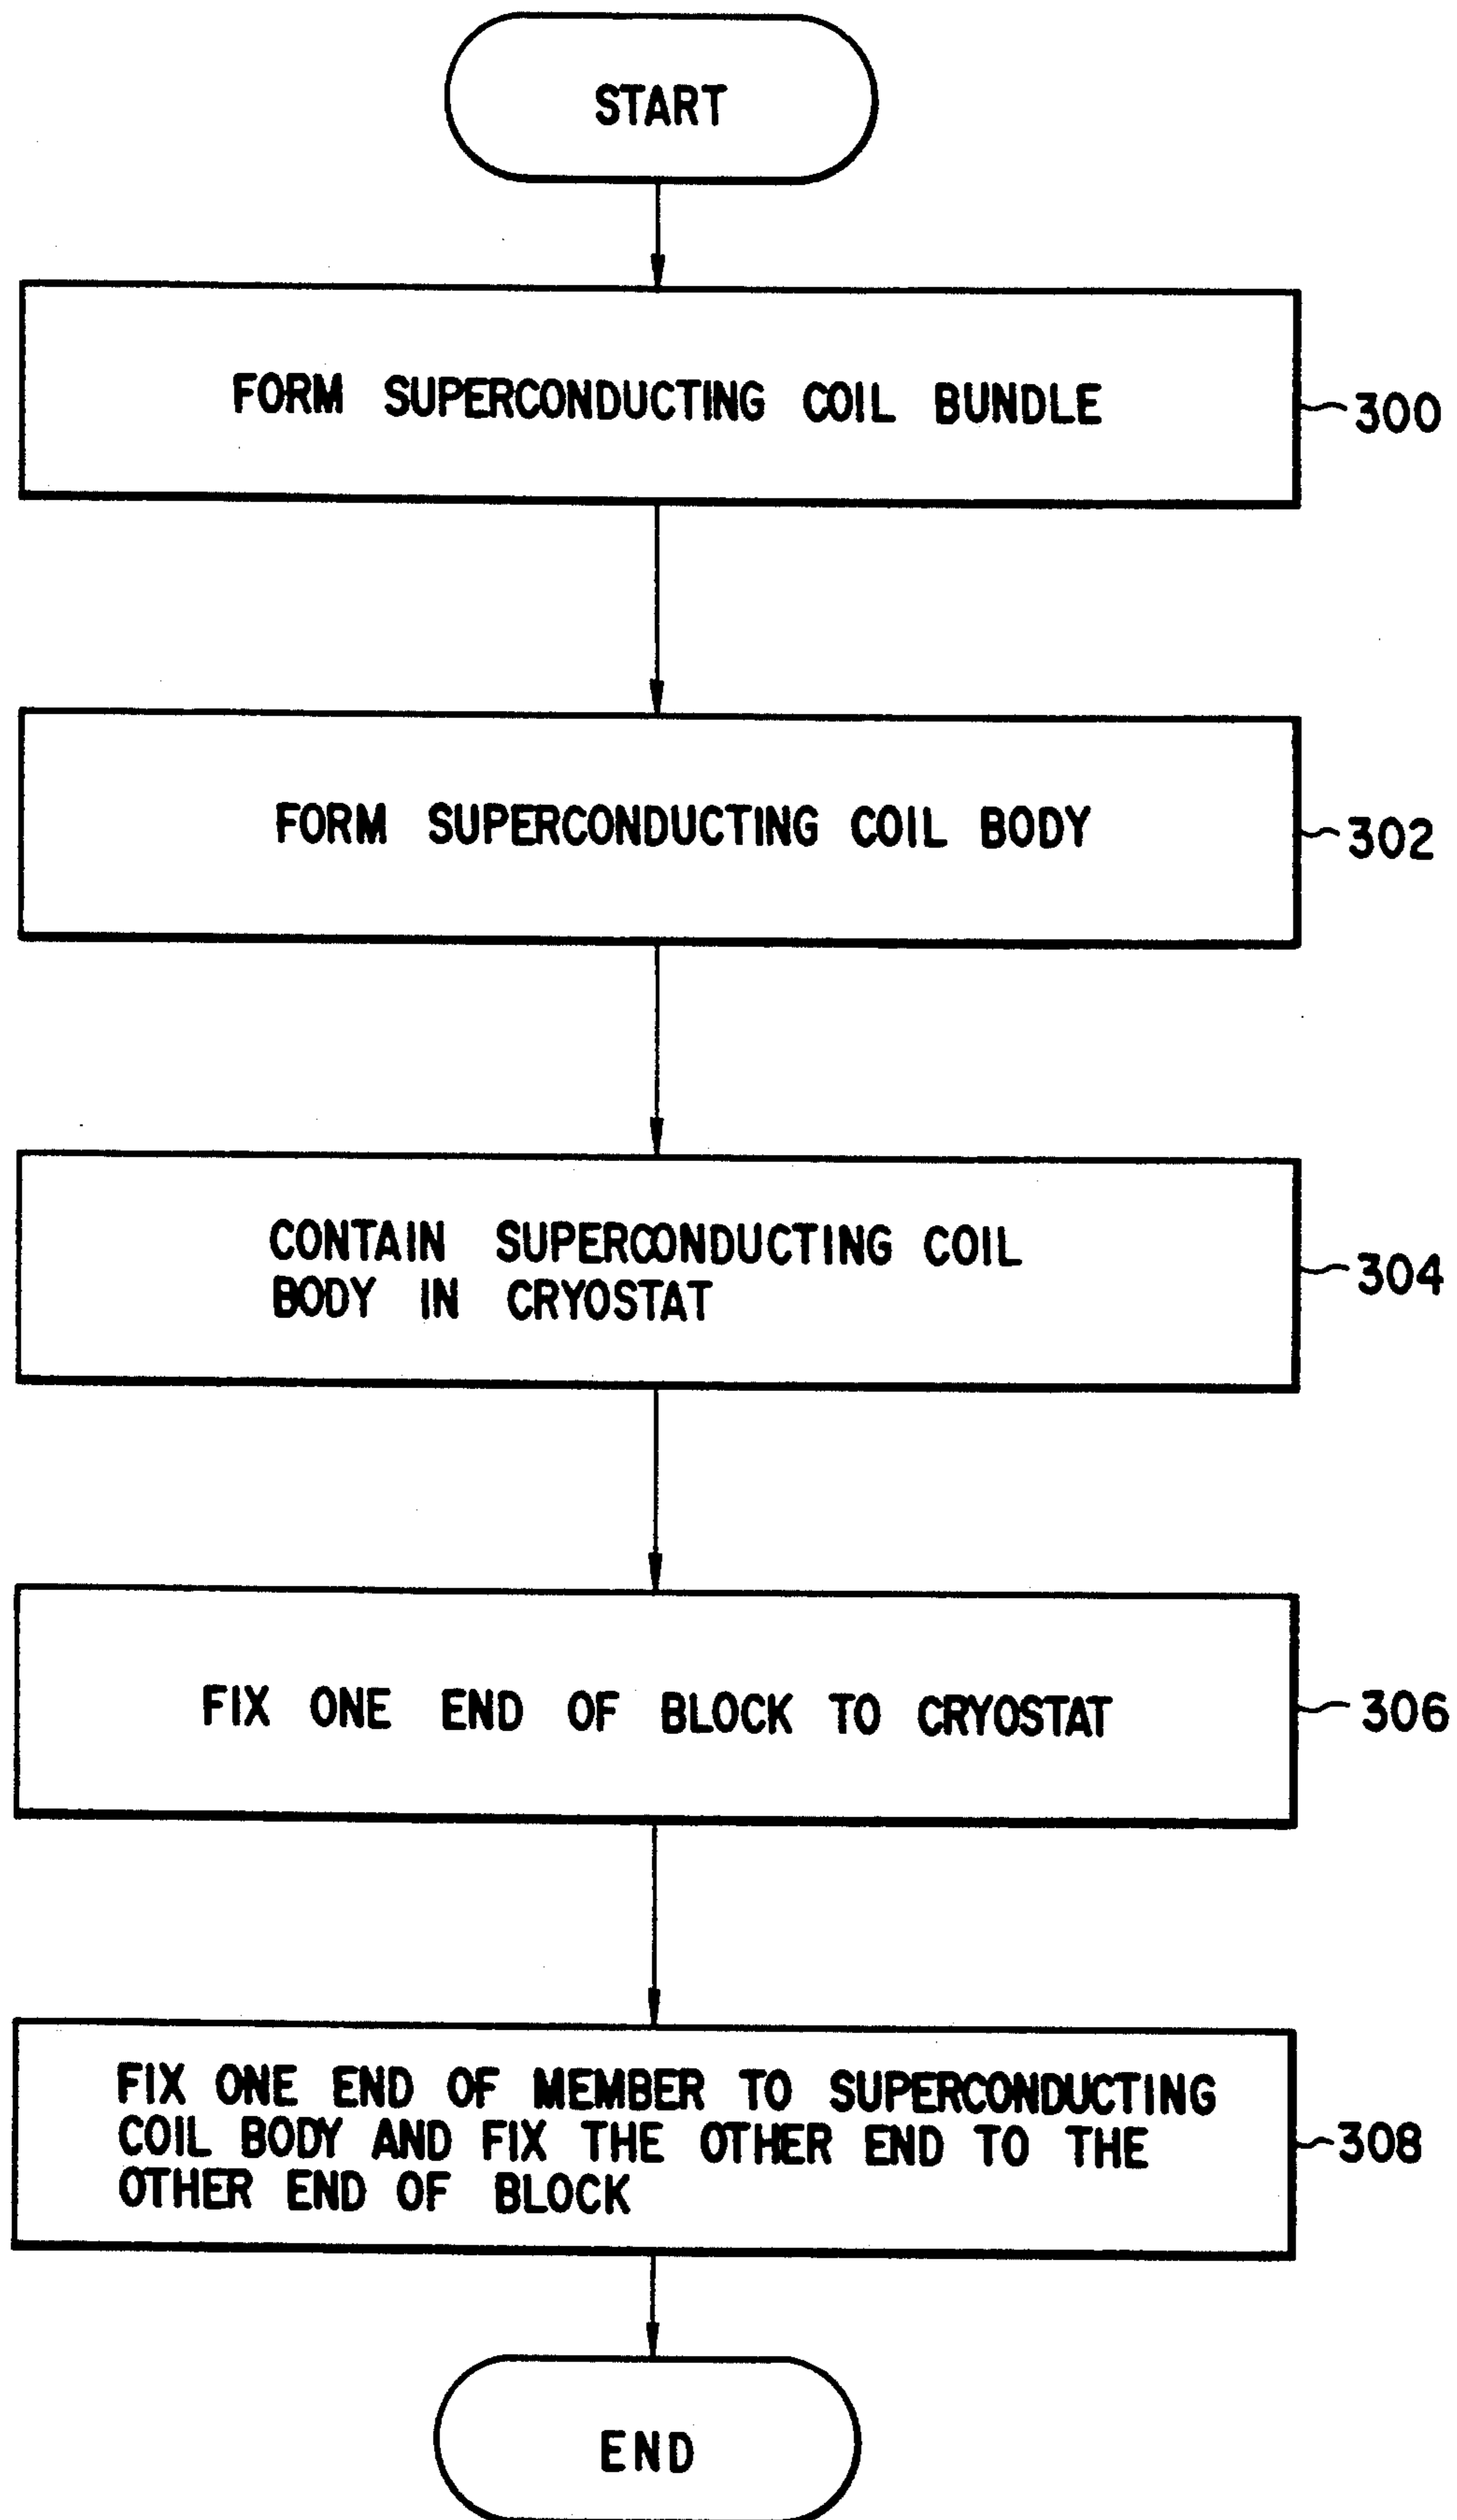 START
FORM SUPERCONDUCTING COIL BUNDLE
300
FORM SUPERCONDUCTING COIL BODY
302
CONTAIN SUPERCONDUCTING COIL
BODY IN CRYOSTAT
304
FIX ONE END OF BLOCK TO CRYOSTAT
306
FIX ONE END OF MEMBER TO SUPERCONDUCTING
COIL BODY AND FIX THE OTHER END TO THE
OTHER END OF BLOCK
308
END